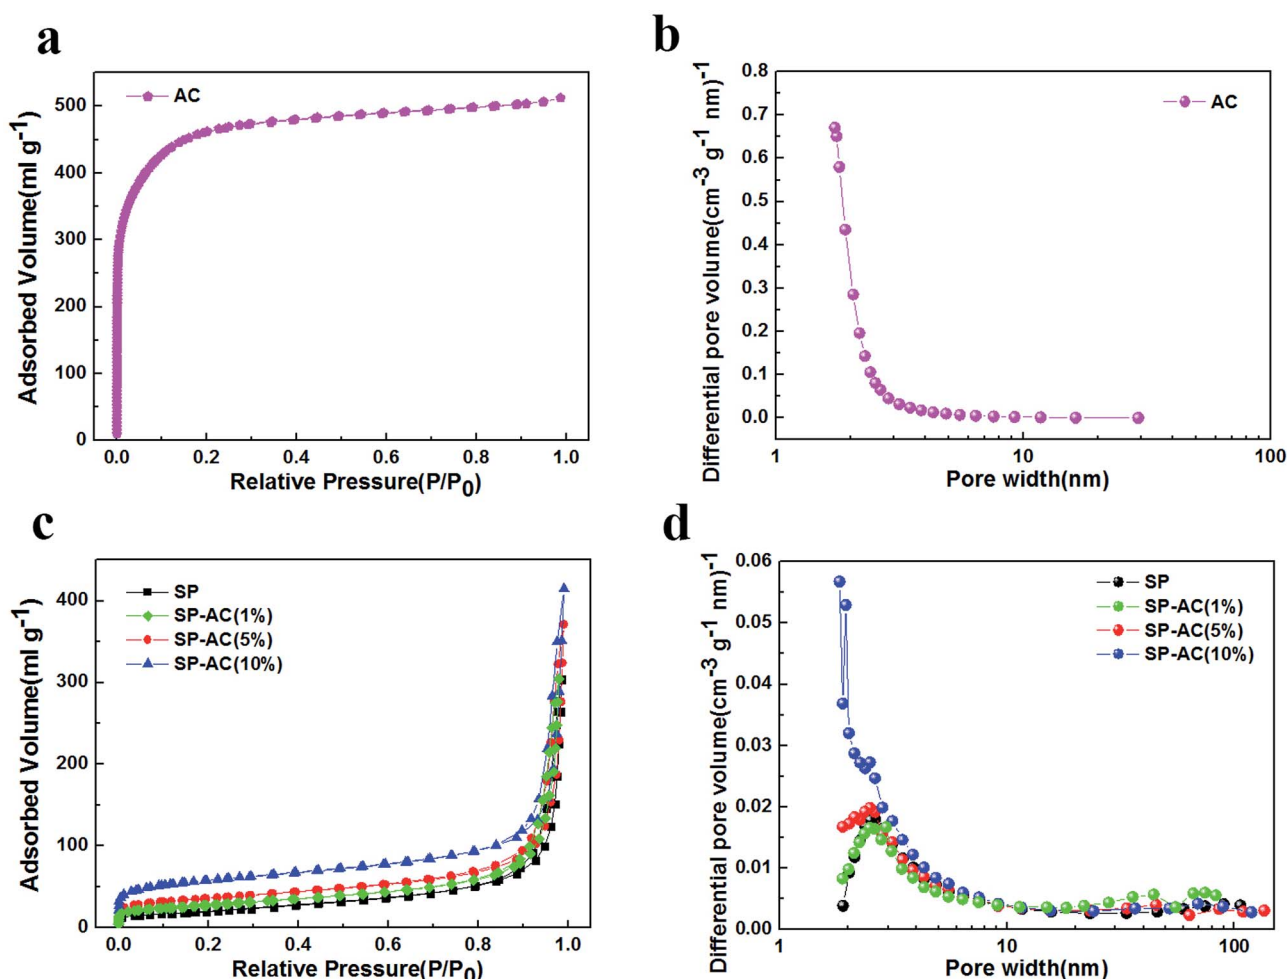 a
AC
500
400
300
200
100
0
0.0 0.2 0.4 0.6 0.8 1.0
Relative Pressure(P/P0)
Adsorbed Volume(ml g-1)
b
AC
0.8
0.7
0.6
0.5
0.4
0.3
0.2
0.1
0.0
1 10 100
Pore width(nm)
Differential pore volume(cm-3 g-1 nm)-1
c
SP
SP-AC(1%)
SP-AC(5%)
SP-AC(10%)
400
300
200
100
0
0.0 0.2 0.4 0.6 0.8 1.0
Relative Pressure(P/P0)
Adsorbed Volume(ml g-1)
d
SP
SP-AC(1%)
SP-AC(5%)
SP-AC(10%)
0.06
0.05
0.04
0.03
0.02
0.01
0.00
1 10 100
Pore width(nm)
Differential pore volume(cm-3 g-1 nm)-1